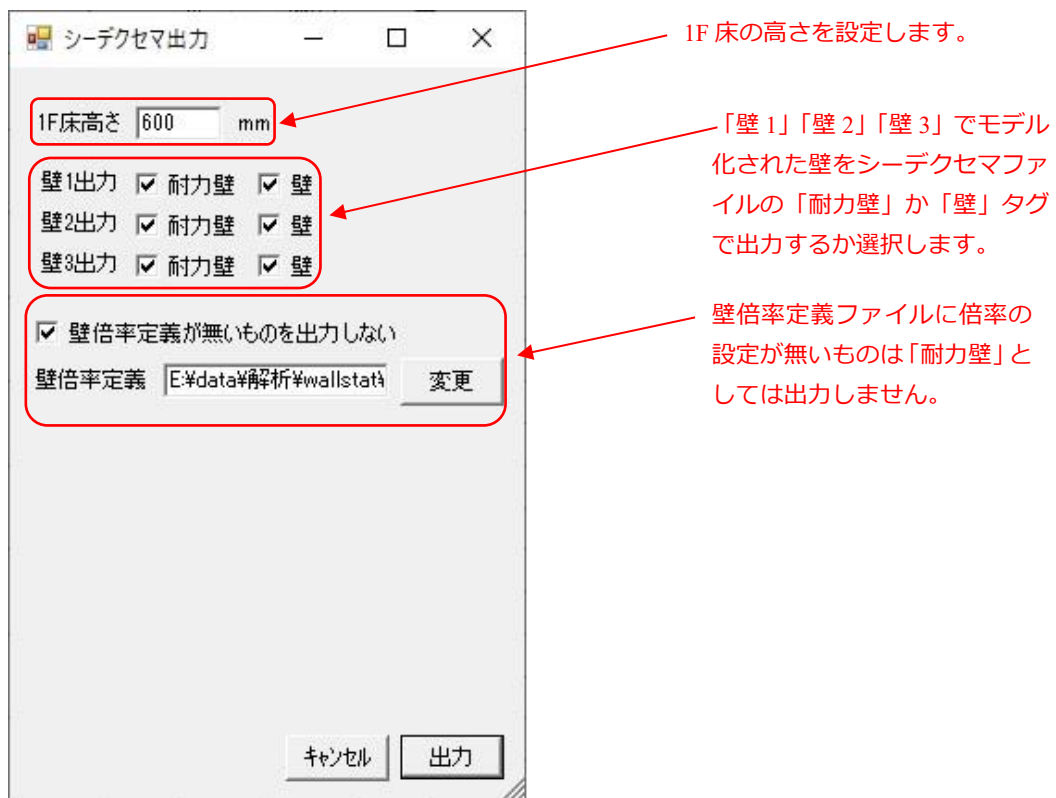 シーデクセマ出力
1F床高さ 600 mm
壁1出力 耐力壁 壁
壁2出力 耐力壁 壁
壁3出力 耐力壁 壁
壁倍率定義が無いものを出力しない
壁倍率定義 E:¥data¥解析¥wallstat¥ 変更
キャンセル 出力
1F 床の高さを設定します。
「壁 1」「壁 2」「壁 3」でモデル
化された壁をシーデクセマファ
イルの「耐力壁」か「壁」タグ
で出力するか選択します。
壁倍率定義ファイルに倍率の
設定が無いものは「耐力壁」と
しては出力しません。